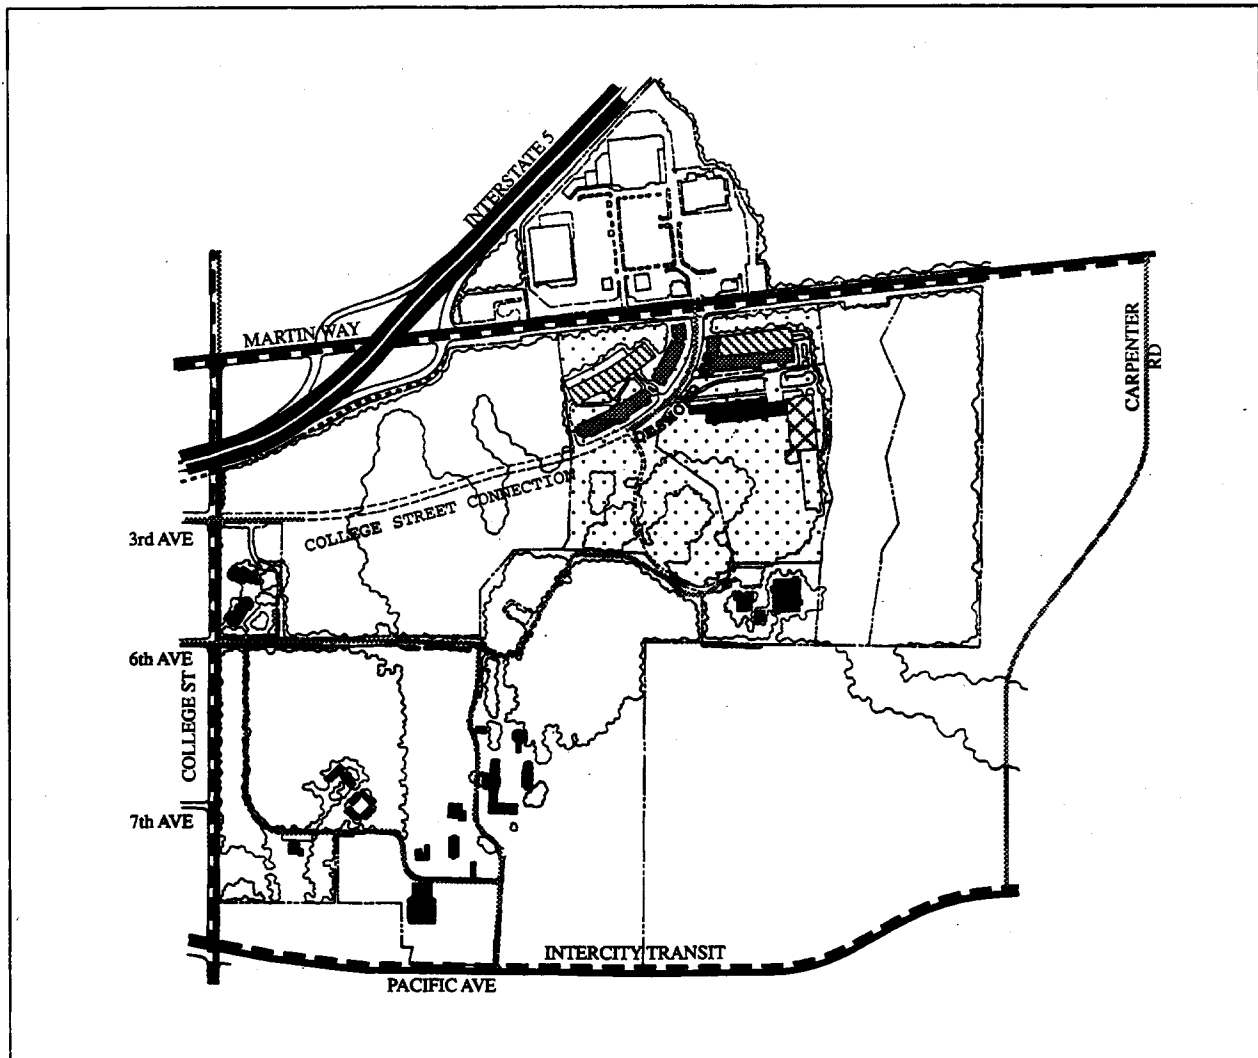 INTERSTATE 5
MARTIN WAY
CARPENTER
RD
DESMO
COLLEGE STREET CONNECTION
3rd AVE
6th AVE
COLLEGE ST
7th AVE
INTERCITY TRANSIT
PACIFIC AVE